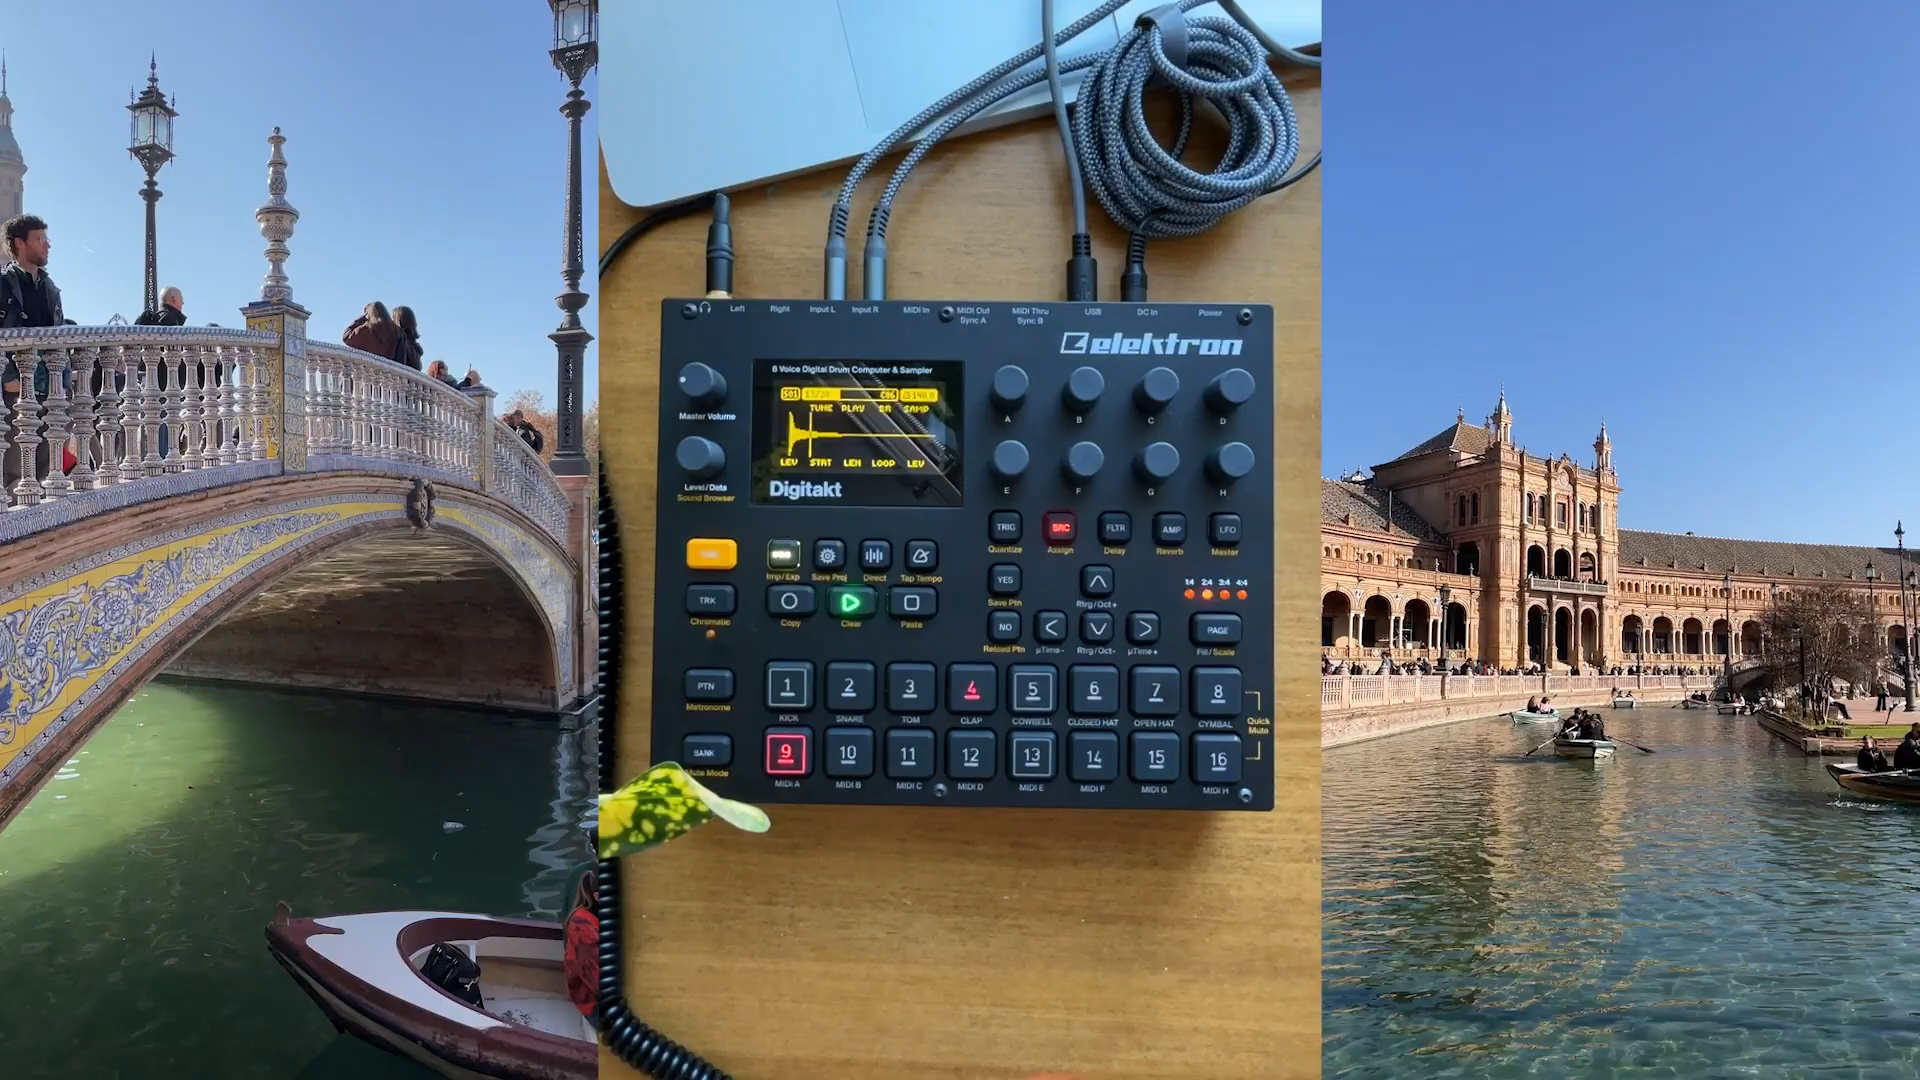 Left Right Input L Input R MIDI In MIDI Out MIDI Thru USB DC In Power
Sync A Sync B
elektron
8 Voice Digital Drum Computer & Sampler
TUNE PLAY BR SAMP
LEV STRT LEN LOOP LEV
Digitakt
Master Volume
Level/Data
Sound Browser
A B C D
E F G H
TRIG SRC FLTR AMP LFO
Quantize Assign Delay Reverb Master
Imp/Exp Save Proj Direct Tap Tempo
YES
Save Ptn
Rtrg/Oct+
1:4 2:4 3:4 4:4
TRK
Chromatic
Copy Clear Paste
NO
Reload Ptn µTime- Rtrg/Oct- µTime+
PAGE
Fill/Scale
PTN
Metronome
1 2 3 4 5 6 7 8
KICK SNARE TOM CLAP COWBELL CLOSED HAT OPEN HAT CYMBAL
Quick
Mute
BANK
Mute Mode
9 10 11 12 13 14 15 16
MIDI A MIDI B MIDI C MIDI D MIDI E MIDI F MIDI G MIDI H